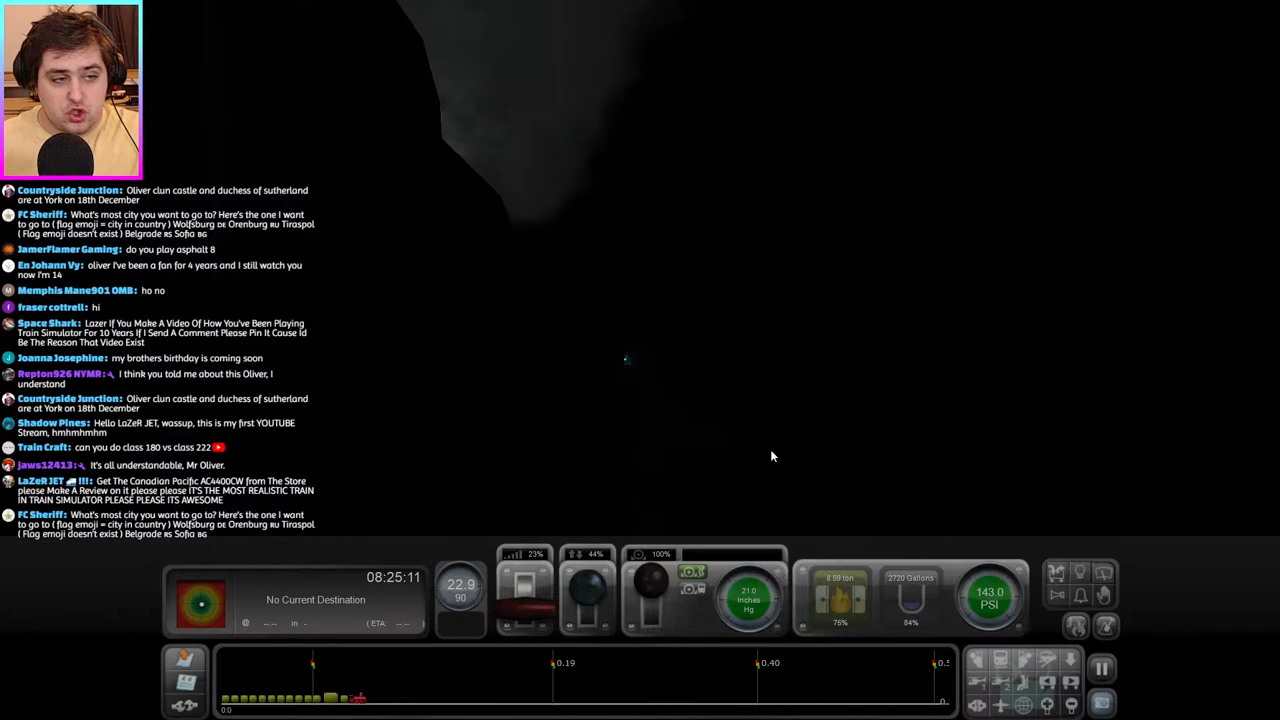 Countryside Junction: Oliver clun castle and duchess of sutherland
are at York on 18th December
FC Sheriff: What's most city you want to go to? Here's the one I want
to go to ( flag emoji = city in country ) Wolfsburg DE Orenburg RU Tiraspol
( Flag emoji doesn't exist ) Belgrade RS Sofia BG
JamerFlamer Gaming: do you play asphalt 8
En Johann Vy: oliver I've been a fan for 4 years and I still watch you
now I'm 14
Memphis Mane901 OMB: ho no
fraser cottrell: hi
Space Shark: Lazer If You Make A Video Of How You've Been Playing
Train Simulator For 10 Years If I Send A Comment Please Pin It Cause Id
Be The Reason That Video Exist
Joanna Josephine: my brothers birthday is coming soon
Repton926 NYMR: I think you told me about this Oliver, I
understand
Countryside Junction: Oliver clun castle and duchess of sutherland
are at York on 18th December
Shadow Pines: Hello LaZeR JET, wassup, this is my first YOUTUBE
Stream, hmhmhmhm
Train Craft: can you do class 180 vs class 222
jaws12413: It's all understandable, Mr Oliver.
LaZeR JET 🚅 !!!: Get The Canadian Pacific AC4400CW from The Store
please Make A Review on it please please IT'S THE MOST REALISTIC TRAIN
IN TRAIN SIMULATOR PLEASE PLEASE ITS AWESOME
FC Sheriff: What's most city you want to go to? Here's the one I want
to go to ( flag emoji = city in country ) Wolfsburg DE Orenburg RU Tiraspol
( Flag emoji doesn't exist ) Belgrade RS Sofia BG
23% 44% 100%
08:25:11
No Current Destination
@ --:-- in - ( ETA: --:-- )
22.9
90
21.0
Inches
Hg
8.59 ton
75%
2720 Gallons
84%
143.0
PSI
0.19 0.40
0:0